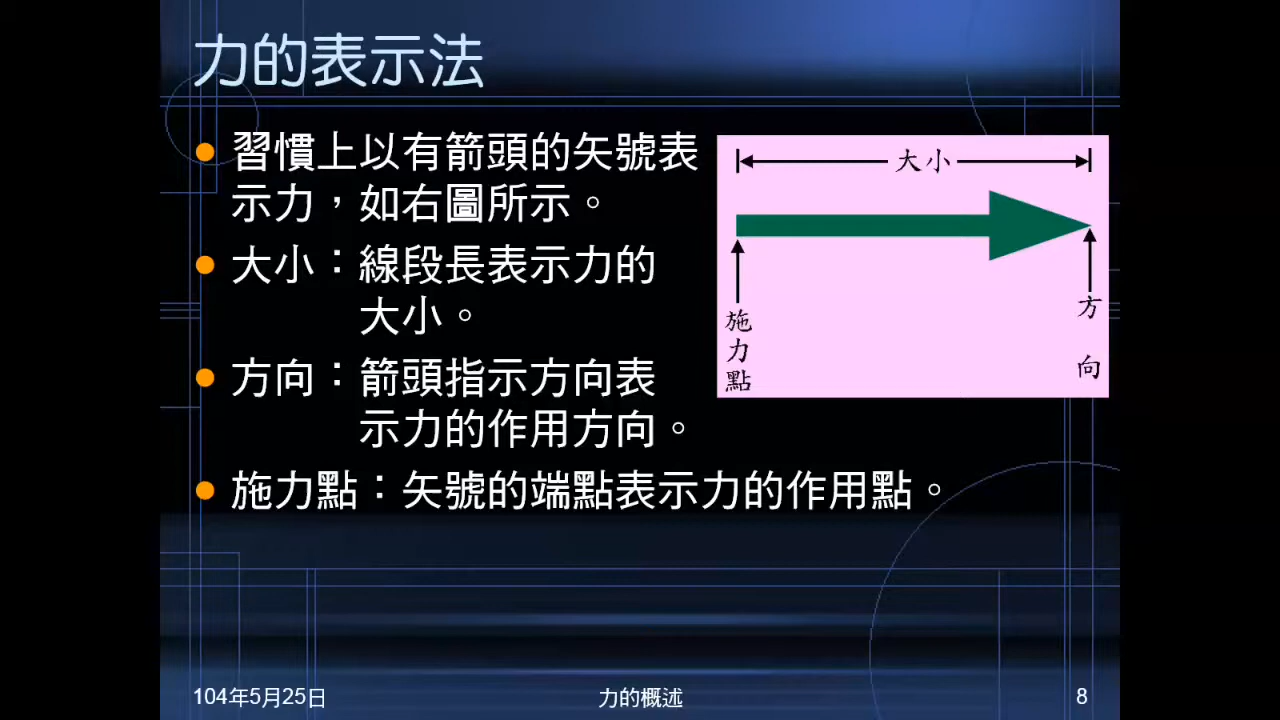 力的表示法
習慣上以有箭頭的矢號表
示力，如右圖所示。
大小：線段長表示力的
大小。
方向：箭頭指示方向表
示力的作用方向。
施力點：矢號的端點表示力的作用點。
大小
施力點
方向
104年5月25日
力的概述
8